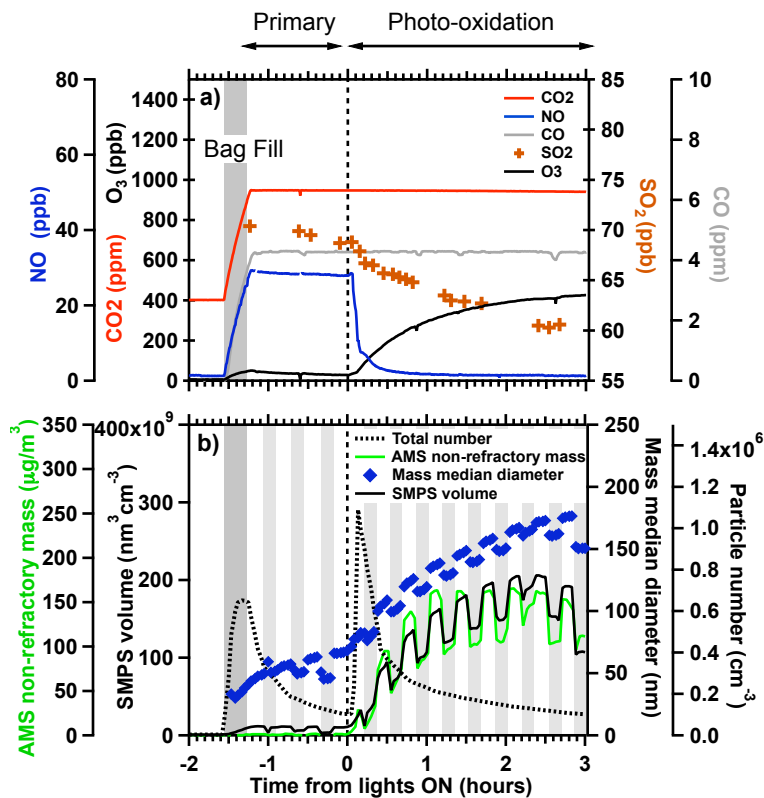 Primary
Photo-oxidation
80
60
40
20
0
NO (ppb)
1400
1200
1000
800
600
400
200
0
O3 (ppb)
CO2 (ppm)
a)
Bag Fill
CO2
NO
CO
SO2
O3
85
80
75
70
65
60
55
SO2 (ppb)
10
8
6
4
2
0
CO (ppm)
350
300
250
200
150
100
50
0
AMS non-refractory mass (µg/m3)
400x10^9
300
200
100
0
SMPS volume (nm3 cm-3)
b)
Total number
AMS non-refractory mass
Mass median diameter
SMPS volume
250
200
150
100
50
0
Mass median diameter (nm)
1.4x10^6
1.2
1.0
0.8
0.6
0.4
0.2
0.0
Particle number (cm-3)
-2 -1 0 1 2 3
Time from lights ON (hours)